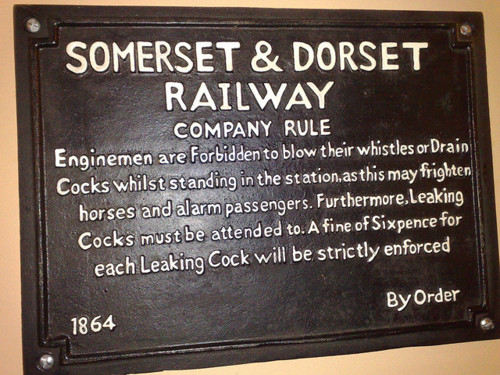 SOMERSET & DORSET
RAILWAY
COMPANY RULE
Enginemen are Forbidden to blow their whistles or Drain
Cocks whilst standing in the station, as this may frighten
horses and alarm passengers. Furthermore, Leaking
Cocks must be attended to. A fine of Sixpence for
each Leaking Cock will be strictly enforced
By Order
1864